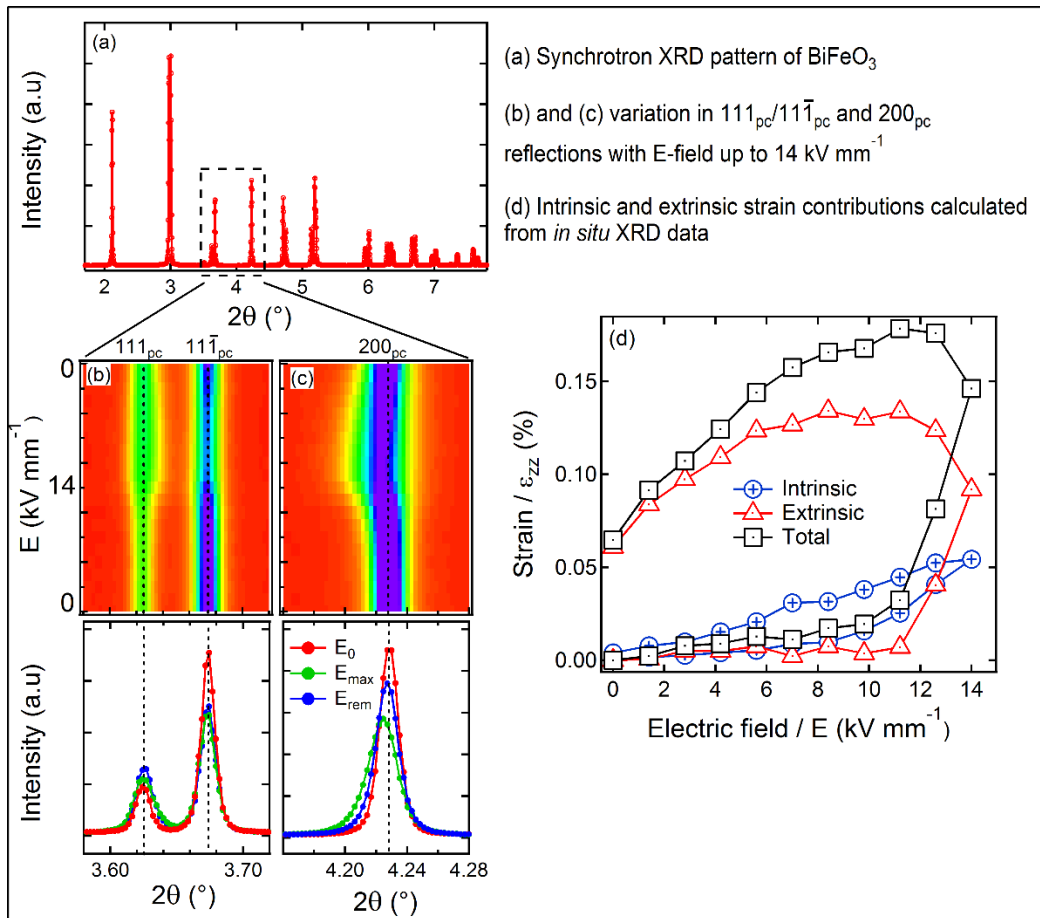 (a)
Intensity (a.u)
2 3 4 5 6 7
2θ (°)
(a) Synchrotron XRD pattern of BiFeO₃
(b) and (c) variation in 111pc/111̅pc and 200pc
reflections with E-field up to 14 kV mm⁻¹
(d) Intrinsic and extrinsic strain contributions calculated
from in situ XRD data
111pc 111̅pc 200pc
(b) (c)
E (kV mm⁻¹)
0
14
0
Intensity (a.u)
E₀
Emax
Erem
3.60 3.70 4.20 4.24 4.28
2θ (°) 2θ (°)
(d)
Strain / εzz (%)
0.15
0.10
0.05
0.00
Intrinsic
Extrinsic
Total
0 2 4 6 8 10 12 14
Electric field / E (kV mm⁻¹)